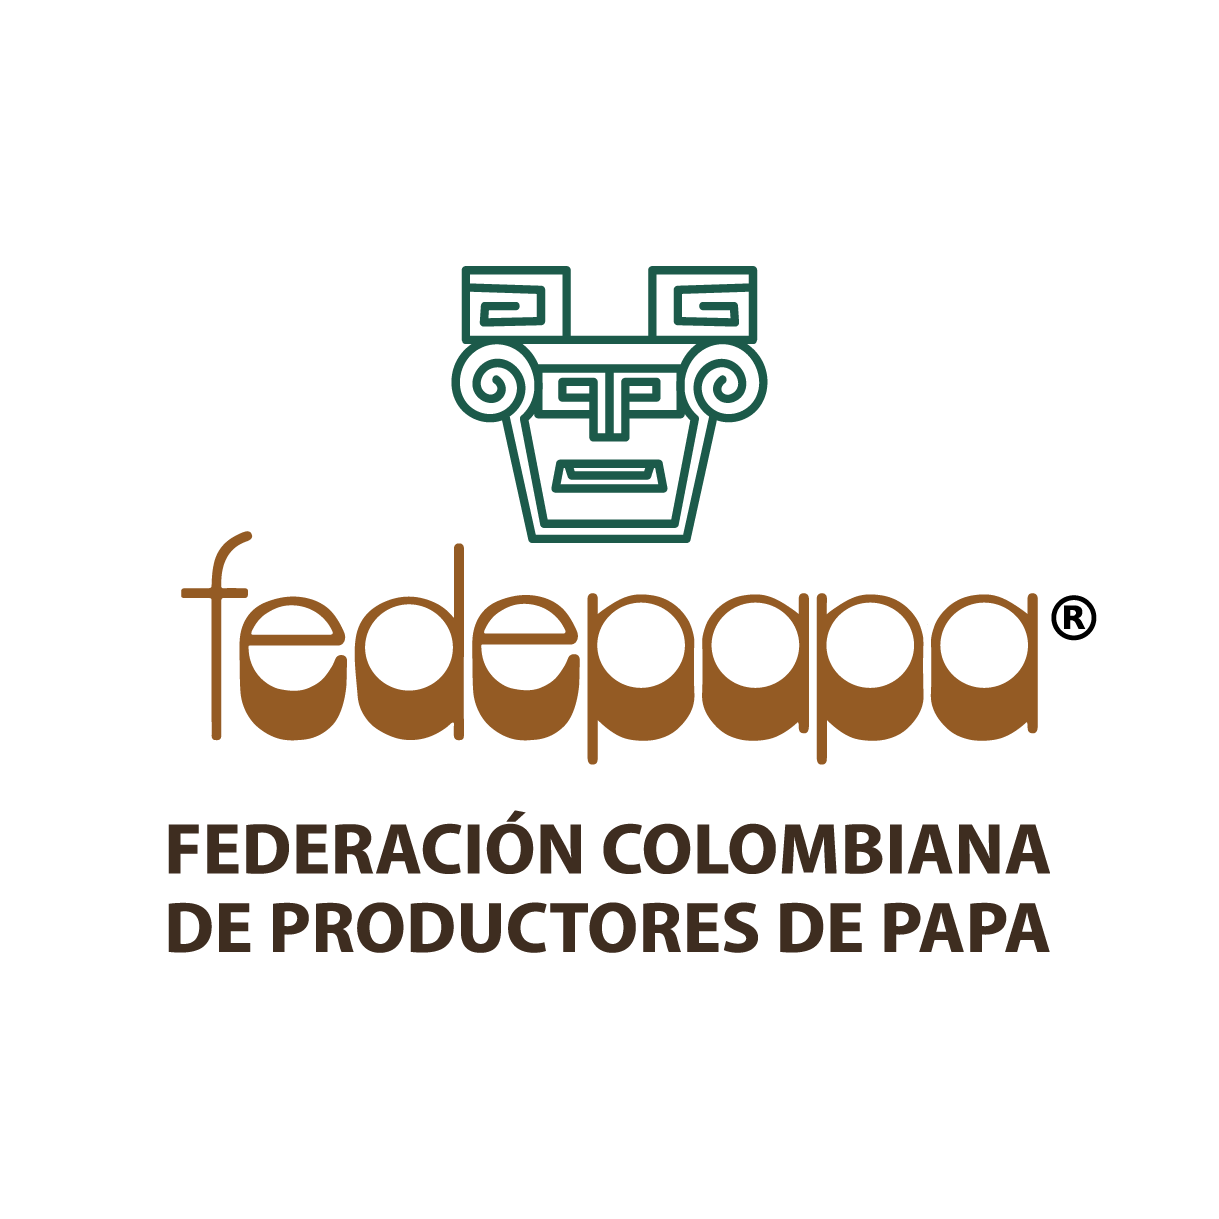 fedepapa®
FEDERACIÓN COLOMBIANA
DE PRODUCTORES DE PAPA